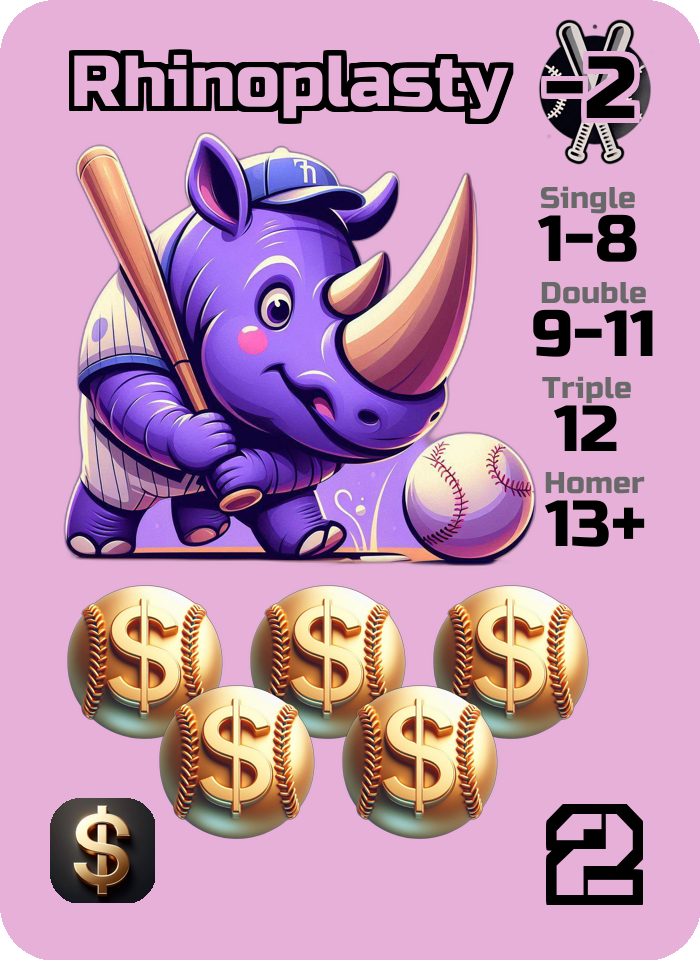 Rhinoplasty
-2
Single
1-8
Double
9-11
Triple
12
Homer
13+
$ $ $
$ $
$
2